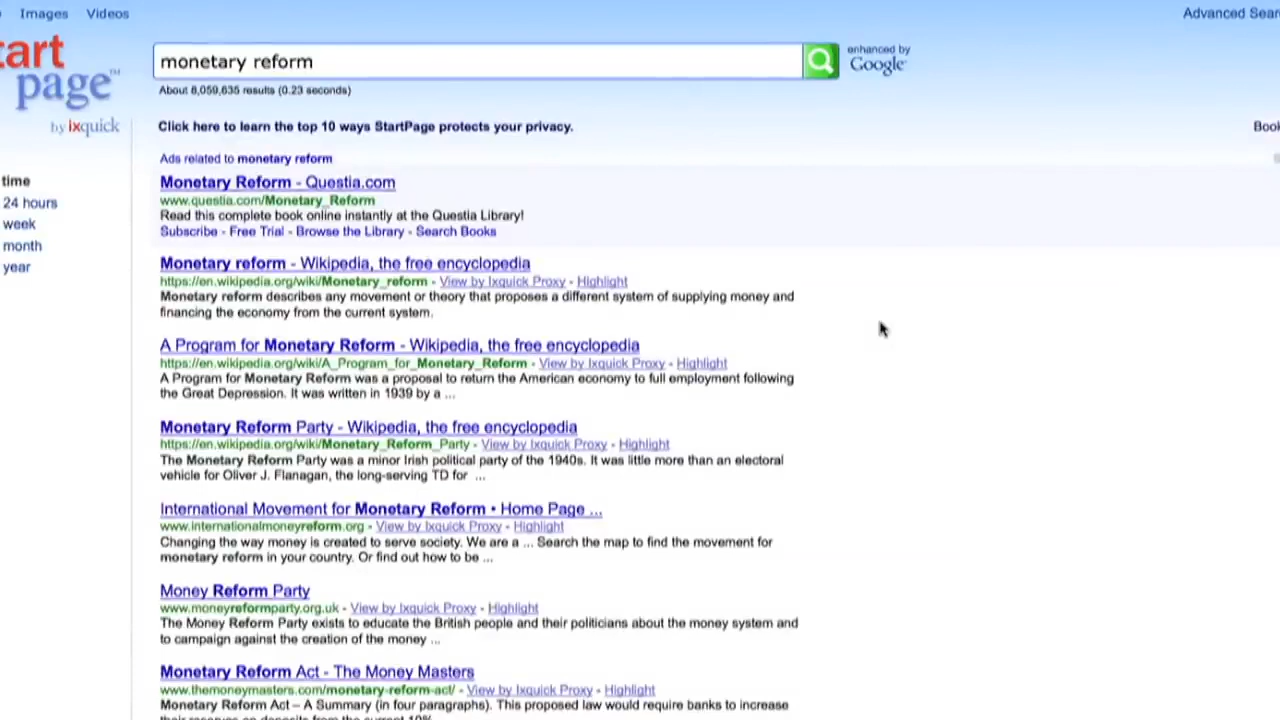 Images Videos
Advanced Sear
tart
page™
by ixquick
monetary reform
enhanced by
Google
About 8,059,635 results (0.23 seconds)
Click here to learn the top 10 ways StartPage protects your privacy.
Book
Ads related to monetary reform
time
24 hours
week
month
year
Monetary Reform - Questia.com
www.questia.com/Monetary_Reform
Read this complete book online instantly at the Questia Library!
Subscribe - Free Trial - Browse the Library - Search Books
Monetary reform - Wikipedia, the free encyclopedia
https://en.wikipedia.org/wiki/Monetary_reform - View by Ixquick Proxy - Highlight
Monetary reform describes any movement or theory that proposes a different system of supplying money and
financing the economy from the current system.
A Program for Monetary Reform - Wikipedia, the free encyclopedia
https://en.wikipedia.org/wiki/A_Program_for_Monetary_Reform - View by Ixquick Proxy - Highlight
A Program for Monetary Reform was a proposal to return the American economy to full employment following
the Great Depression. It was written in 1939 by a ...
Monetary Reform Party - Wikipedia, the free encyclopedia
https://en.wikipedia.org/wiki/Monetary_Reform_Party - View by Ixquick Proxy - Highlight
The Monetary Reform Party was a minor Irish political party of the 1940s. It was little more than an electoral
vehicle for Oliver J. Flanagan, the long-serving TD for ...
International Movement for Monetary Reform • Home Page ...
www.internationalmoneyreform.org - View by Ixquick Proxy - Highlight
Changing the way money is created to serve society. We are a ... Search the map to find the movement for
monetary reform in your country. Or find out how to be ...
Money Reform Party
www.moneyreformparty.org.uk - View by Ixquick Proxy - Highlight
The Money Reform Party exists to educate the British people and their politicians about the money system and
to campaign against the creation of the money ...
Monetary Reform Act - The Money Masters
www.themoneymasters.com/monetary-reform-act/ - View by Ixquick Proxy - Highlight
Monetary Reform Act – A Summary (in four paragraphs). This proposed law would require banks to increase
their reserves on deposits from the current 10%